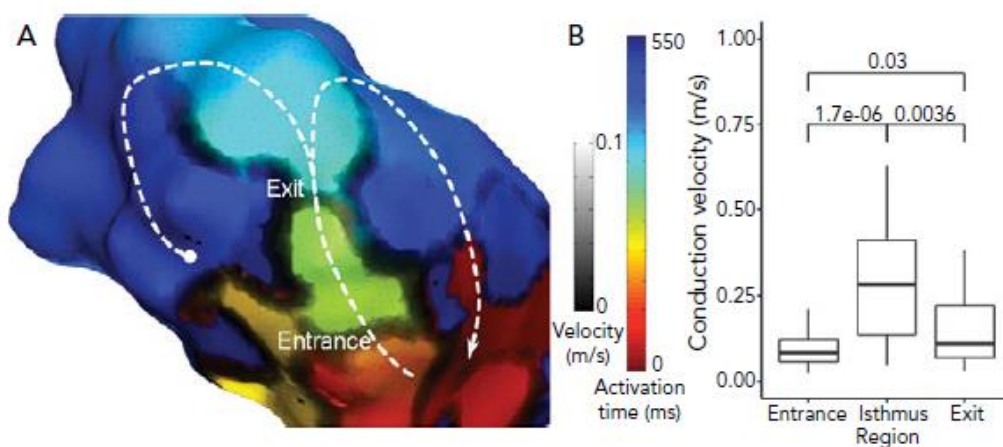 A
Exit
Entrance
550
0.1
0
Velocity
(m/s)
0
Activation
time (ms)
B
Conduction velocity (m/s)
1.00
0.75
0.50
0.25
0.00
0.03
1.7e-06 0.0036
Entrance Isthmus Exit
Region